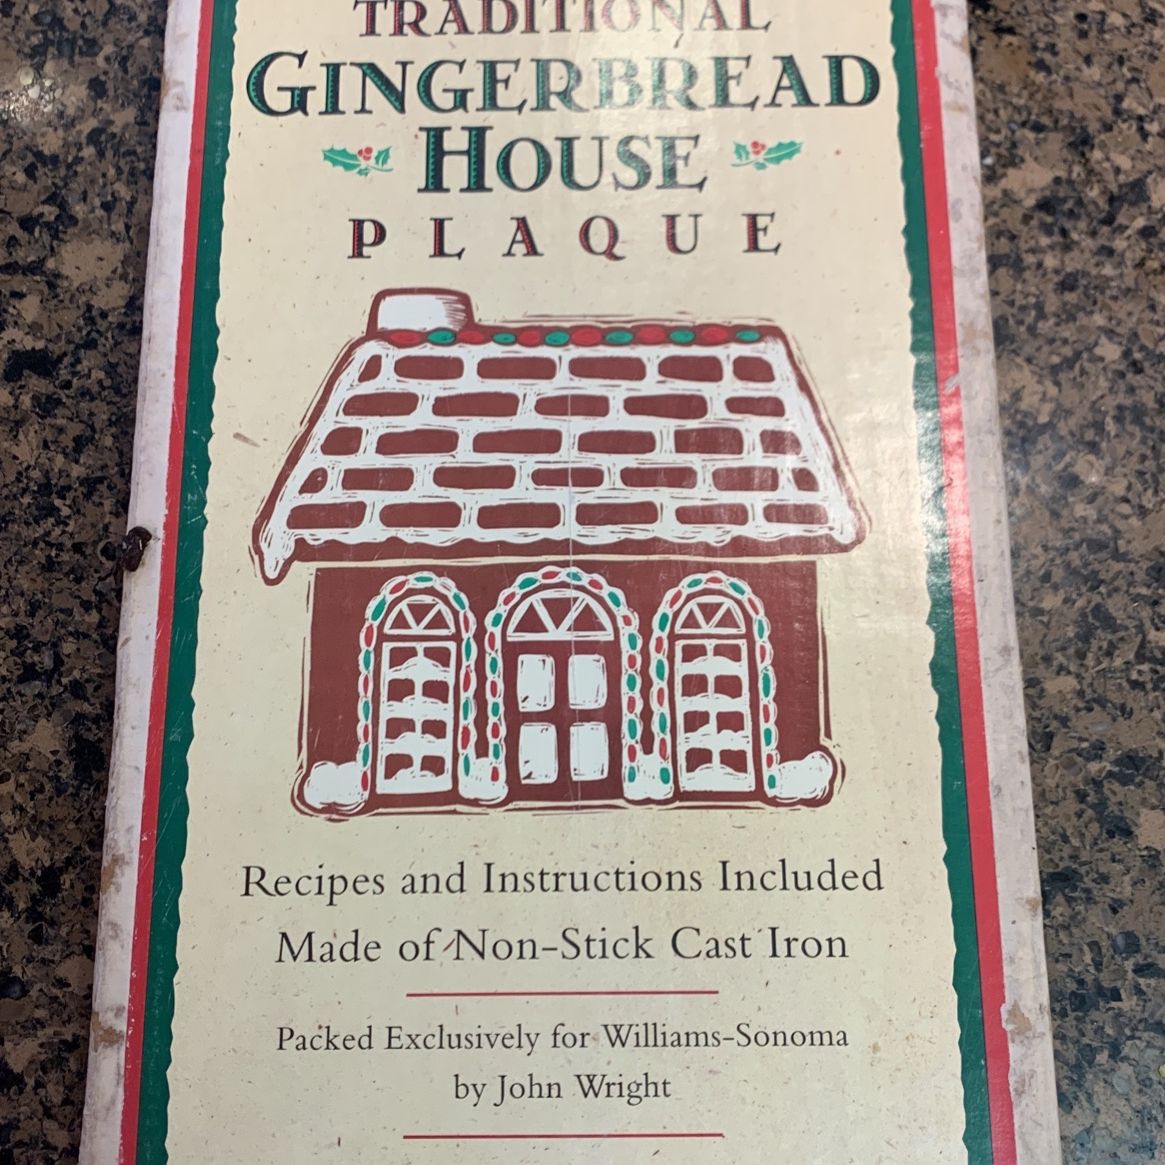 TRADITIONAL
GINGERBREAD
HOUSE
PLAQUE
Recipes and Instructions Included
Made of Non-Stick Cast Iron
Packed Exclusively for Williams-Sonoma
by John Wright